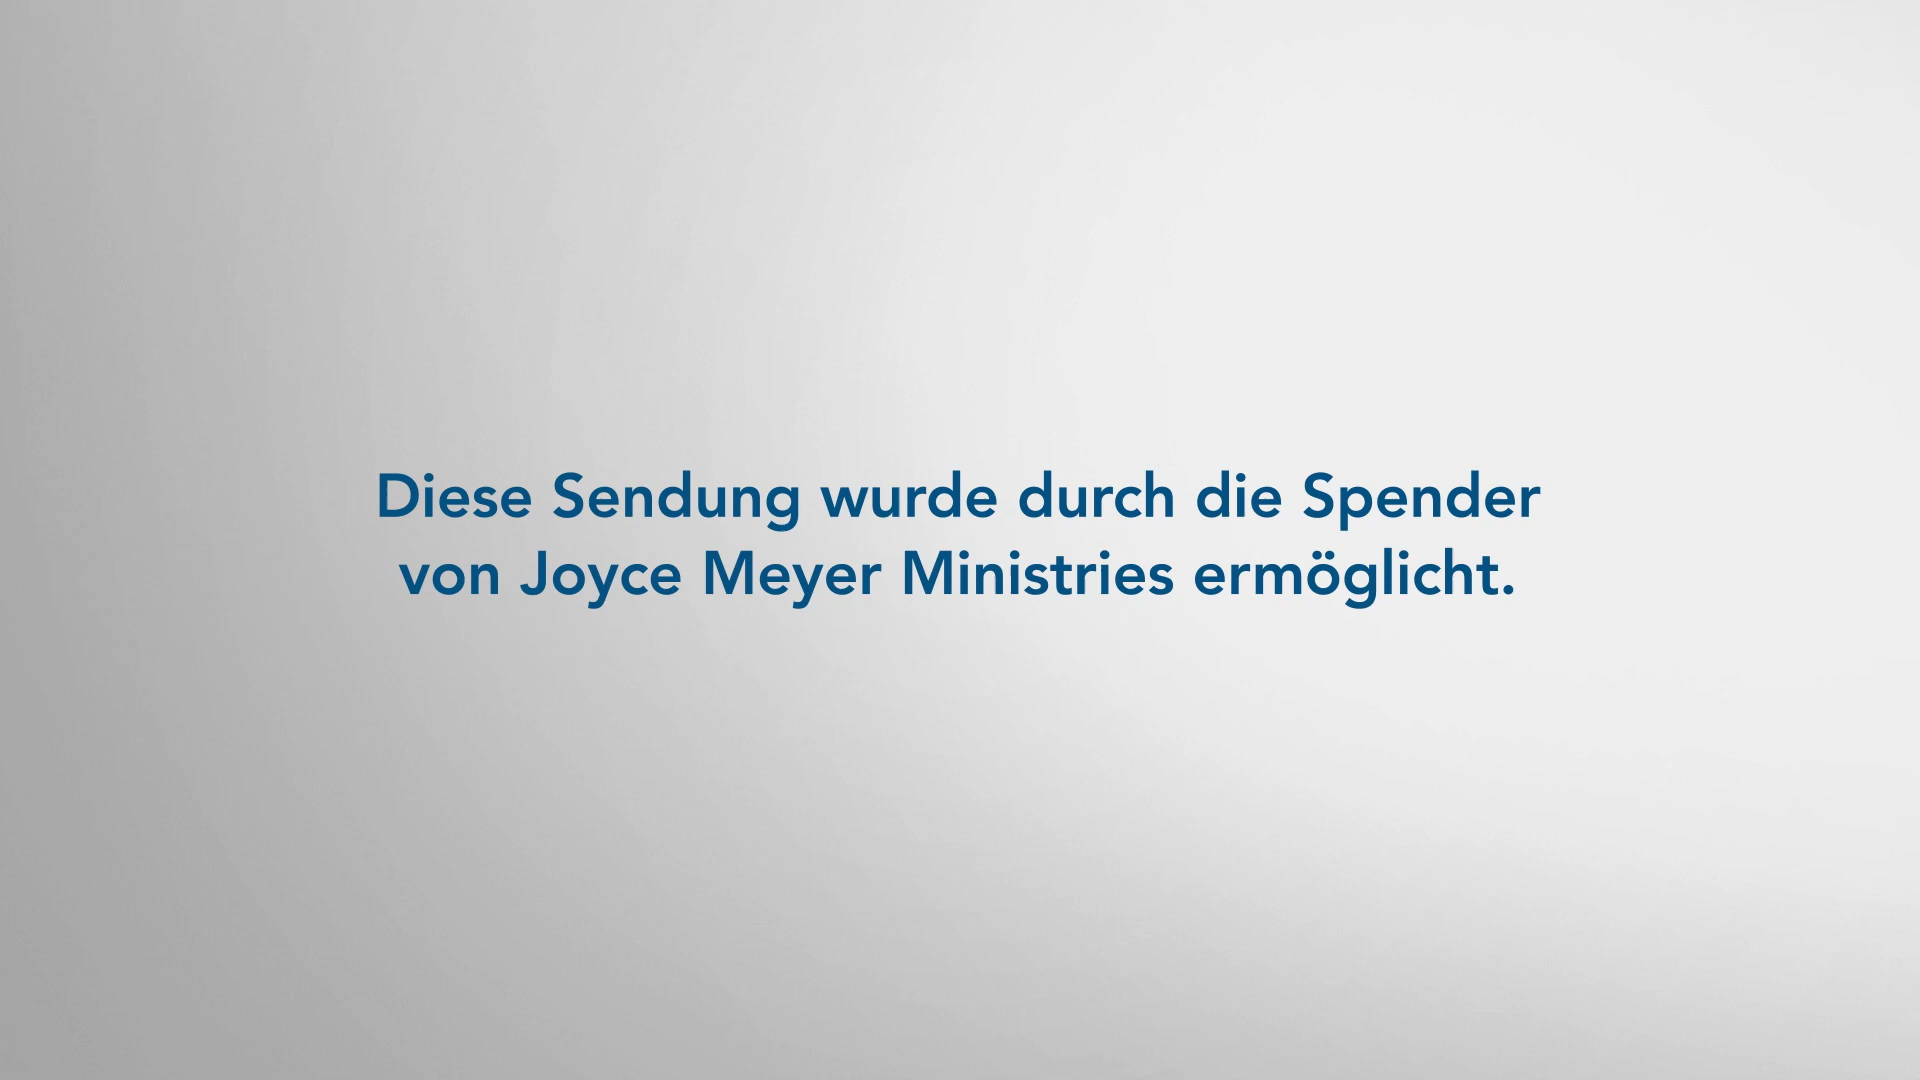 Diese Sendung wurde durch die Spender
von Joyce Meyer Ministries ermöglicht.